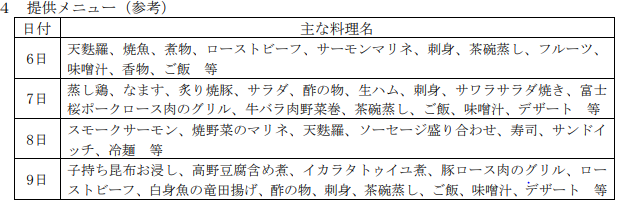 4 提供メニュー（参考）
日付 主な料理名
6日 天麩羅、焼魚、煮物、ローストビーフ、サーモンマリネ、刺身、茶碗蒸し、フルーツ、
味噌汁、香物、ご飯 等
7日 蒸し鶏、なます、炙り焼豚、サラダ、酢の物、生ハム、刺身、サワラサラダ焼き、富士
桜ポークロース肉のグリル、牛バラ肉野菜巻、茶碗蒸し、ご飯、味噌汁、デザート 等
8日 スモークサーモン、焼野菜のマリネ、天麩羅、ソーセージ盛り合わせ、寿司、サンドイ
ッチ、冷麺 等
9日 子持ち昆布お浸し、高野豆腐含め煮、イカラタトゥイユ煮、豚ロース肉のグリル、ロー
ストビーフ、白身魚の竜田揚げ、酢の物、刺身、茶碗蒸し、ご飯、味噌汁、デザート 等